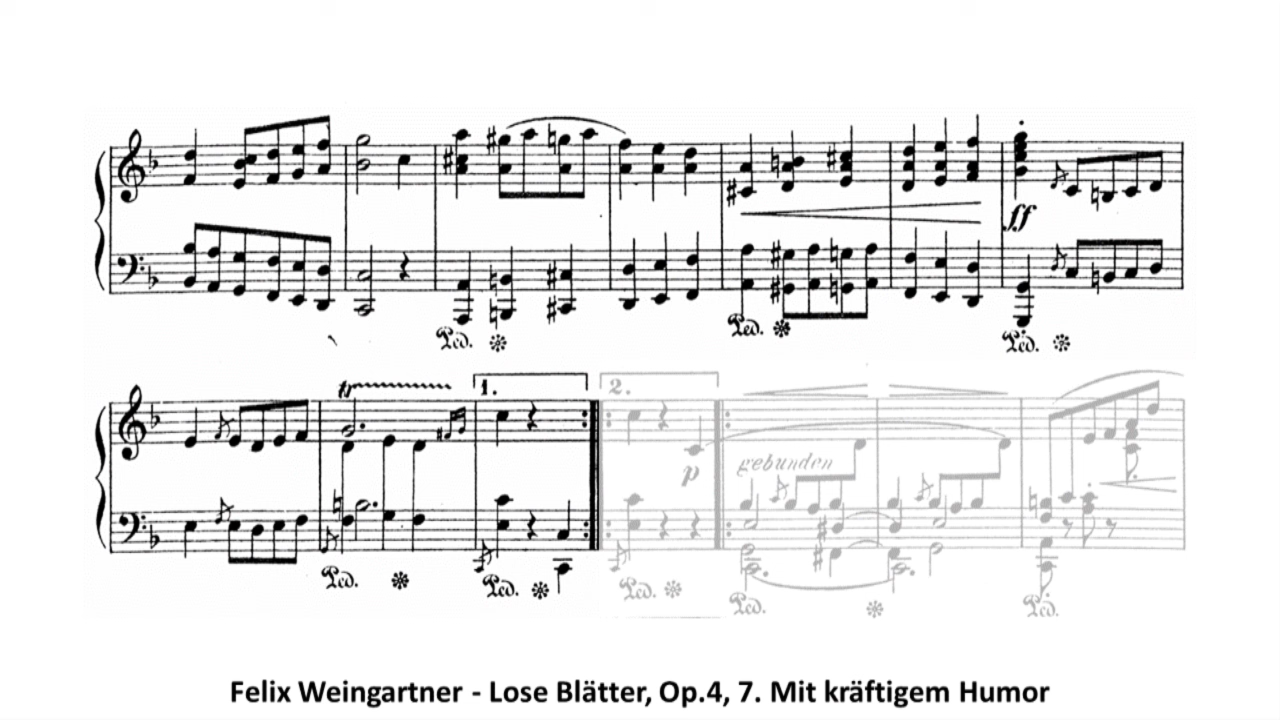 ff
Ped. Ped. Ped.
tr 1. 2.
p gebunden
Ped. Ped. Ped. Ped. Ped.
Felix Weingartner - Lose Blätter, Op.4, 7. Mit kräftigem Humor